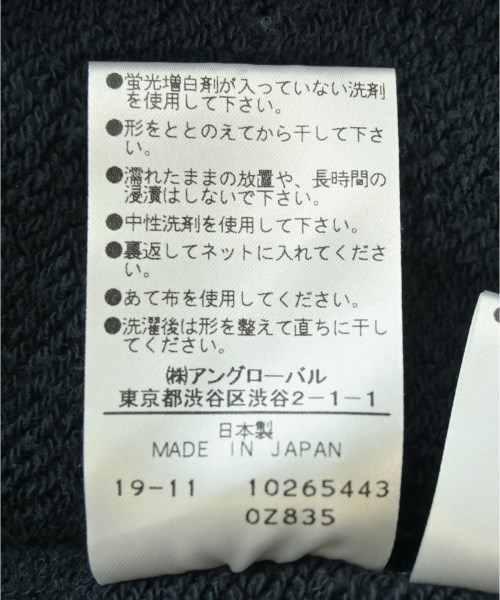 ●蛍光増白剤が入っていない洗剤
を使用して下さい。
●形をととのえてから干して下さ
い。
●濡れたままの放置や、長時間の
浸漬はしないで下さい。
●中性洗剤を使用して下さい。
●裏返してネットに入れてくださ
い。
●あて布を使用してください。
●洗濯後は形を整えて直ちに干し
てください。
㈱アングローバル
東京都渋谷区渋谷2-1-1
日本製
MADE IN JAPAN
19-11 10265443
0Z835